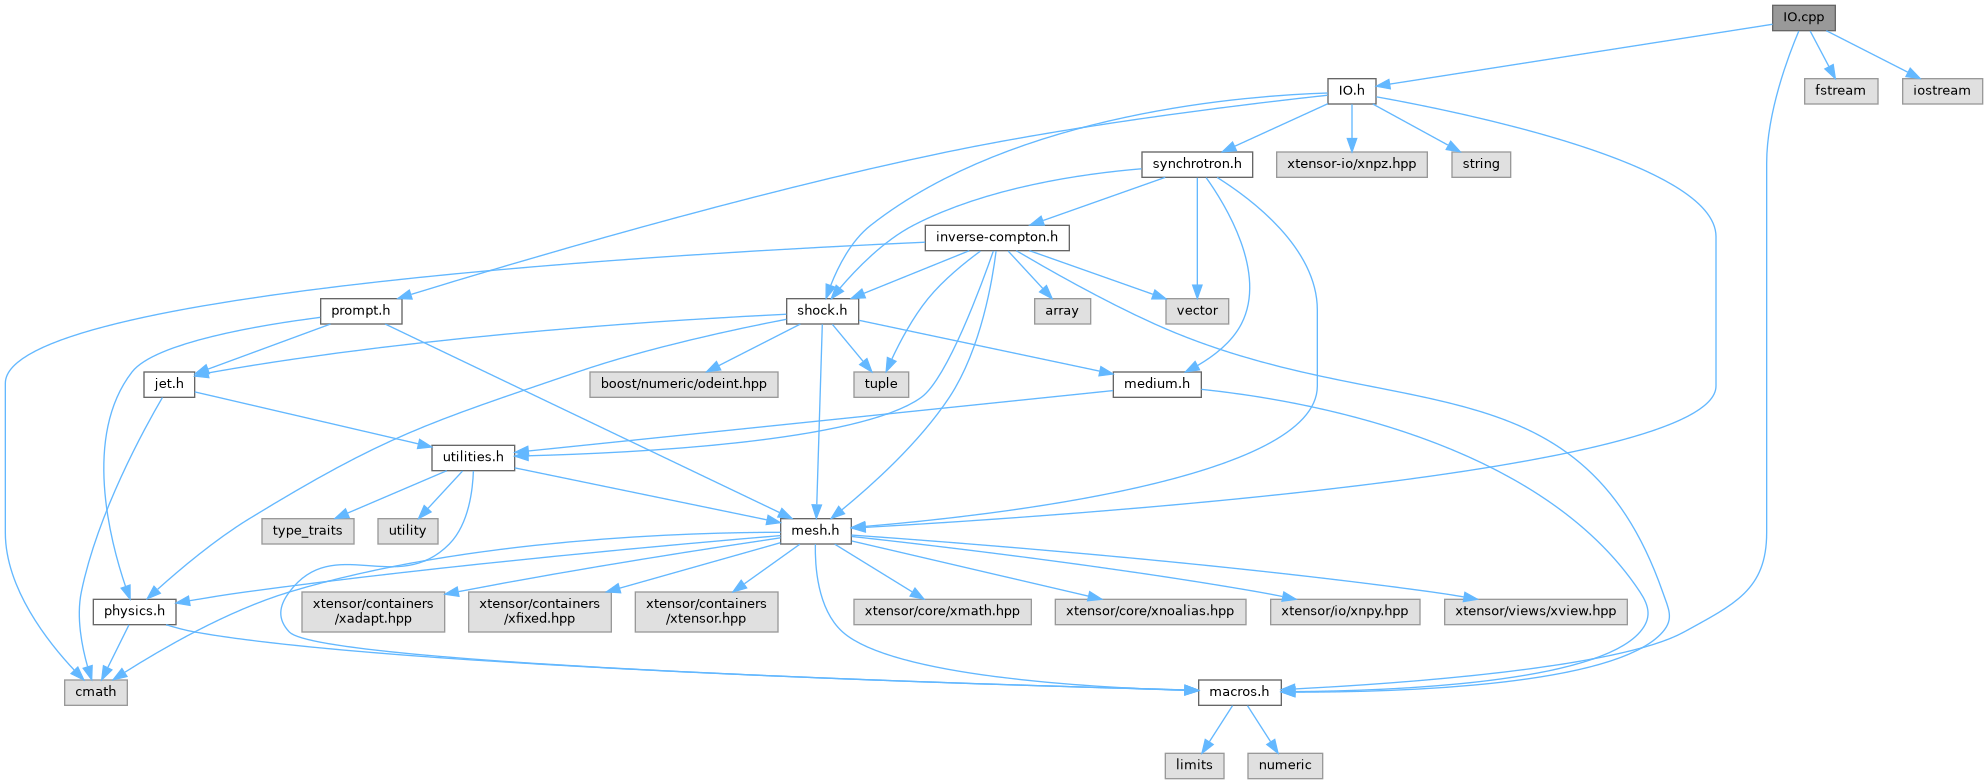 IO.cpp
IO.h
fstream
iostream
synchrotron.h
xtensor-io/xnpz.hpp
string
inverse-compton.h
prompt.h
shock.h
array
vector
jet.h
boost/numeric/odeint.hpp
tuple
medium.h
utilities.h
type_traits
utility
mesh.h
physics.h
xtensor/containers
/xadapt.hpp
xtensor/containers
/xfixed.hpp
xtensor/containers
/xtensor.hpp
xtensor/core/xmath.hpp
xtensor/core/xnoalias.hpp
xtensor/io/xnpy.hpp
xtensor/views/xview.hpp
cmath
macros.h
limits
numeric